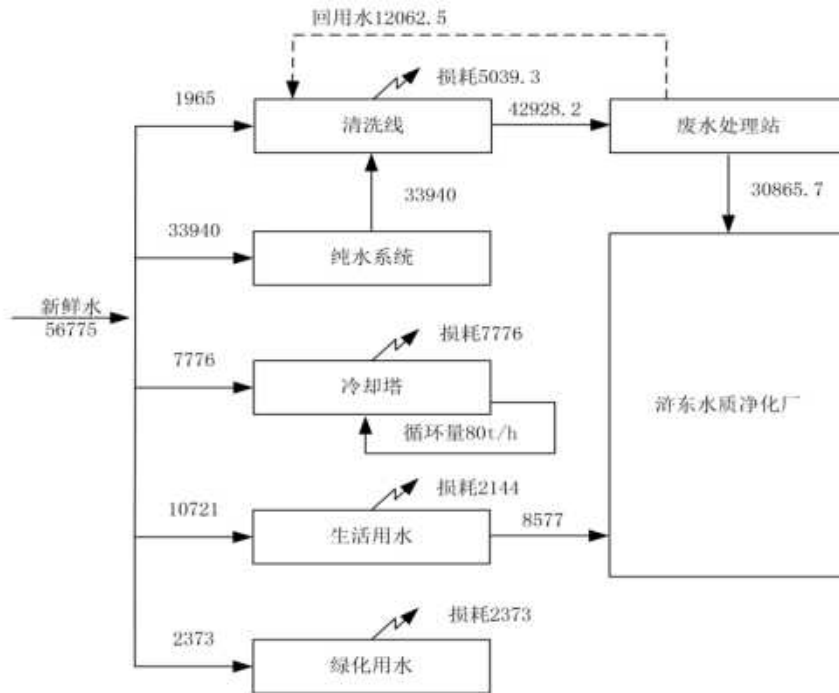 回用水12062.5
损耗5039.3
1965
42928.2
清洗线
废水处理站
33940
30865.7
33940
纯水系统
新鲜水
56775
损耗7776
7776
冷却塔
浒东水质净化厂
循环量80t/h
损耗2144
10721
8577
生活用水
损耗2373
2373
绿化用水